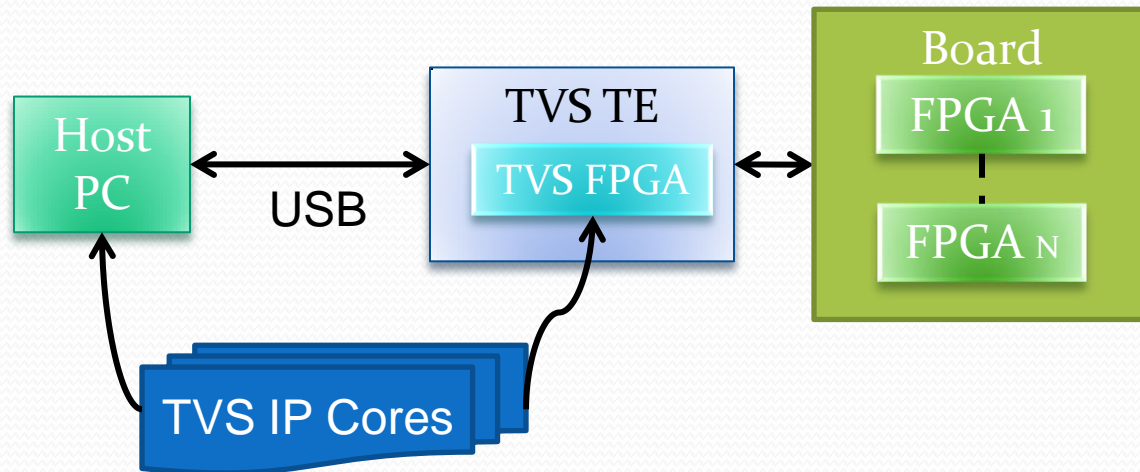 Host
PC
USB
TVS TE
TVS FPGA
Board
FPGA 1
FPGA N
TVS IP Cores